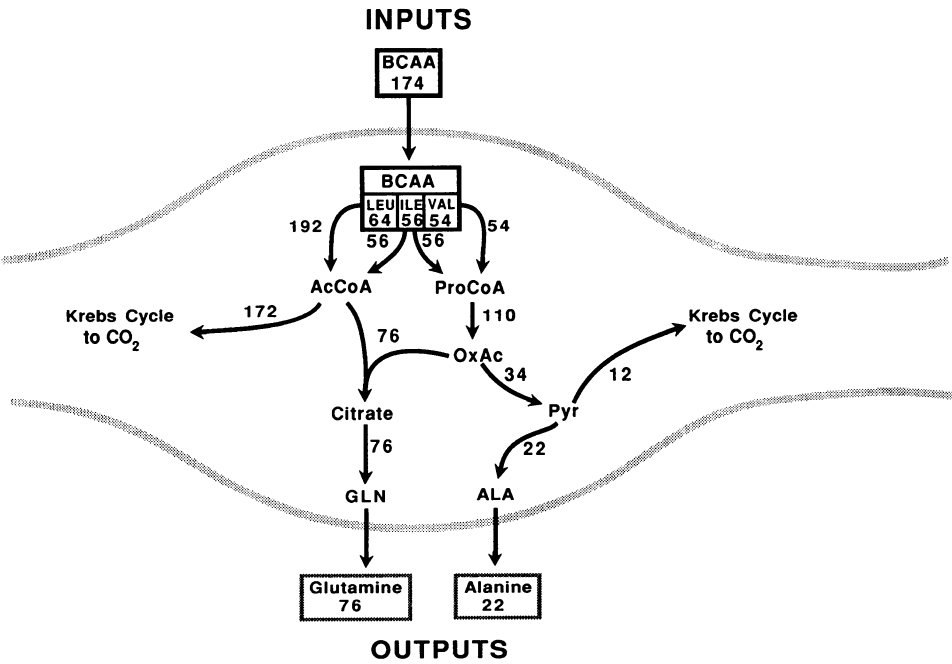 INPUTS
BCAA
174
BCAA
LEU ILE VAL
64 56 54
192
56
56
54
AcCoA
ProCoA
Krebs Cycle
to CO2
172
76
110
Krebs Cycle
to CO2
OxAc
34
12
Citrate
Pyr
76
22
GLN
ALA
Glutamine
76
Alanine
22
OUTPUTS